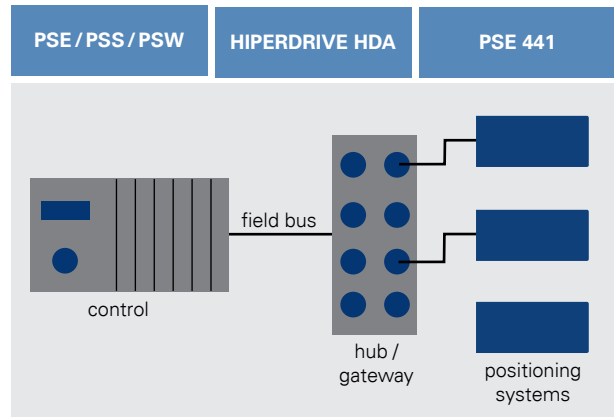 PSE / PSS / PSW
HIPERDRIVE HDA
PSE 441
field bus
control
hub /
gateway
positioning
systems